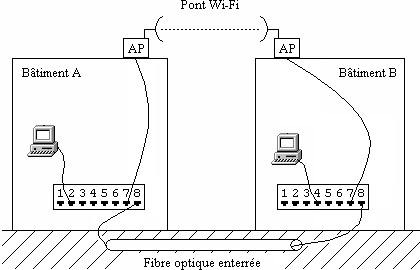 Pont Wi-Fi
AP
AP
Bâtiment A
Bâtiment B
1 2 3 4 5 6 7 8
1 2 3 4 5 6 7 8
Fibre optique enterrée